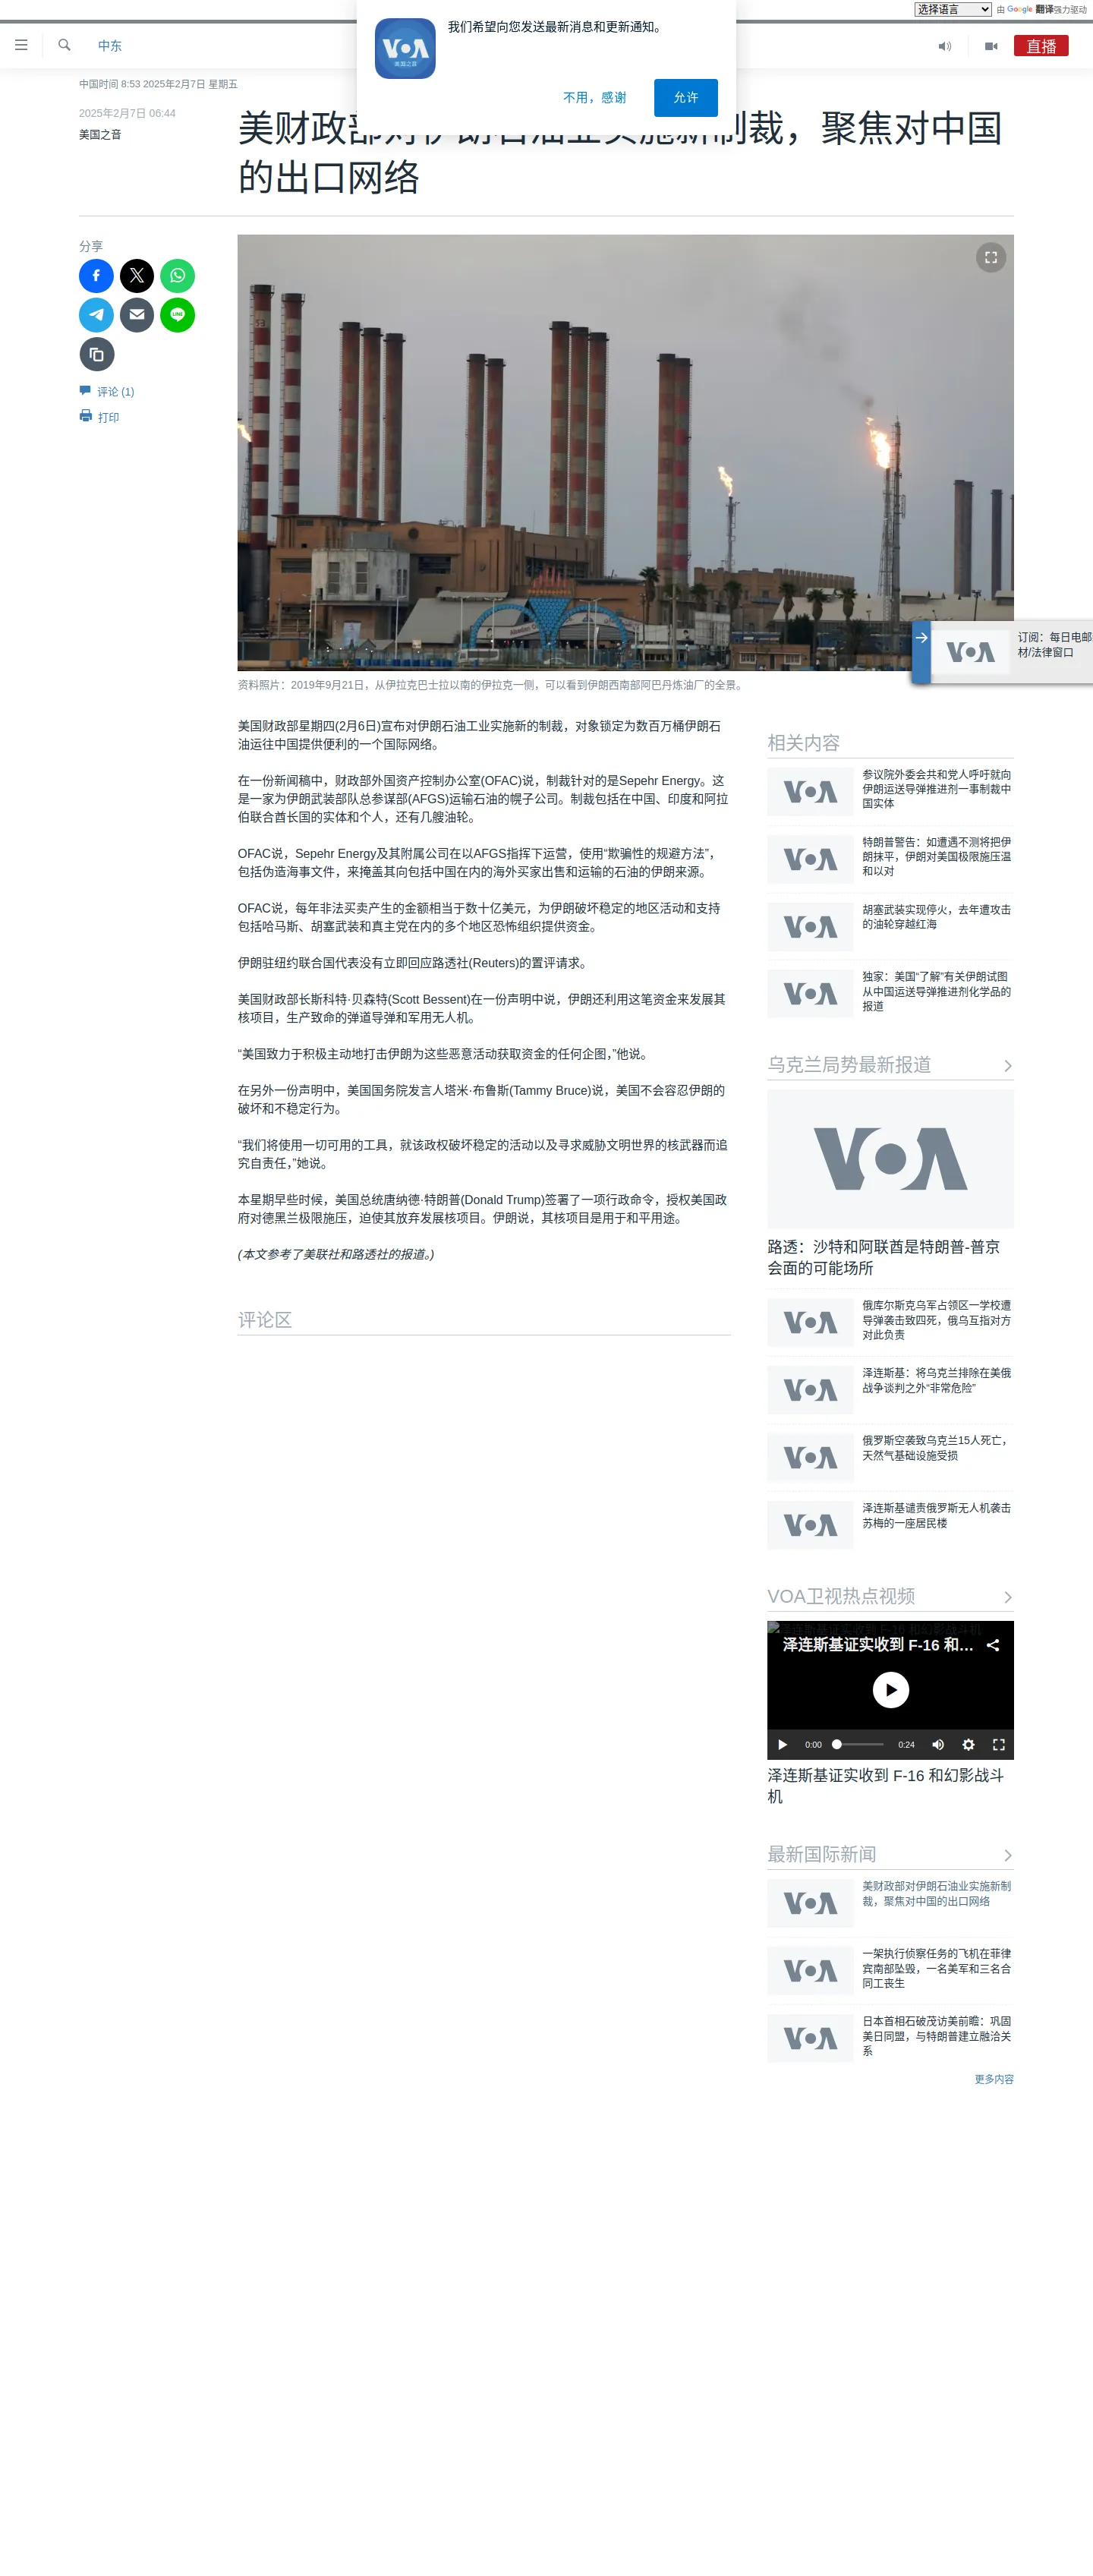 选择语言
由 Google 翻译强力驱动
我们希望向您发送最新消息和更新通知。
VOA
美国之音
不用，感谢
允许
中东
直播
中国时间 8:53 2025年2月7日 星期五
2025年2月7日 06:44
美国之音
美财政部对伊朗石油业实施新制裁，聚焦对中国
的出口网络
分享
LINE
评论 (1)
打印
订阅：每日电邮
材/法律窗口
VOA
资料照片：2019年9月21日，从伊拉克巴士拉以南的伊拉克一侧，可以看到伊朗西南部阿巴丹炼油厂的全景。
美国财政部星期四(2月6日)宣布对伊朗石油工业实施新的制裁，对象锁定为数百万桶伊朗石
油运往中国提供便利的一个国际网络。
在一份新闻稿中，财政部外国资产控制办公室(OFAC)说，制裁针对的是Sepehr Energy。这
是一家为伊朗武装部队总参谋部(AFGS)运输石油的幌子公司。制裁包括在中国、印度和阿拉
伯联合酋长国的实体和个人，还有几艘油轮。
OFAC说，Sepehr Energy及其附属公司在以AFGS指挥下运营，使用“欺骗性的规避方法”，
包括伪造海事文件，来掩盖其向包括中国在内的海外买家出售和运输的石油的伊朗来源。
OFAC说，每年非法买卖产生的金额相当于数十亿美元，为伊朗破坏稳定的地区活动和支持
包括哈马斯、胡塞武装和真主党在内的多个地区恐怖组织提供资金。
伊朗驻纽约联合国代表没有立即回应路透社(Reuters)的置评请求。
美国财政部长斯科特·贝森特(Scott Bessent)在一份声明中说，伊朗还利用这笔资金来发展其
核项目，生产致命的弹道导弹和军用无人机。
“美国致力于积极主动地打击伊朗为这些恶意活动获取资金的任何企图，”他说。
在另外一份声明中，美国国务院发言人塔米·布鲁斯(Tammy Bruce)说，美国不会容忍伊朗的
破坏和不稳定行为。
“我们将使用一切可用的工具，就该政权破坏稳定的活动以及寻求威胁文明世界的核武器而追
究自责任，”她说。
本星期早些时候，美国总统唐纳德·特朗普(Donald Trump)签署了一项行政命令，授权美国政
府对德黑兰极限施压，迫使其放弃发展核项目。伊朗说，其核项目是用于和平用途。
(本文参考了美联社和路透社的报道。)
评论区
相关内容
VOA
参议院外委会共和党人呼吁就向
伊朗运送导弹推进剂一事制裁中
国实体
VOA
特朗普警告：如遭遇不测将把伊
朗抹平，伊朗对美国极限施压温
和以对
VOA
胡塞武装实现停火，去年遭攻击
的油轮穿越红海
VOA
独家：美国“了解”有关伊朗试图
从中国运送导弹推进剂化学品的
报道
乌克兰局势最新报道
VOA
路透：沙特和阿联酋是特朗普-普京
会面的可能场所
VOA
俄库尔斯克乌军占领区一学校遭
导弹袭击致四死，俄乌互指对方
对此负责
VOA
泽连斯基：将乌克兰排除在美俄
战争谈判之外“非常危险”
VOA
俄罗斯空袭致乌克兰15人死亡，
天然气基础设施受损
VOA
泽连斯基谴责俄罗斯无人机袭击
苏梅的一座居民楼
VOA卫视热点视频
泽连斯基证实收到 F-16 和幻影战斗机
泽连斯基证实收到 F-16 和...
0:00
0:24
泽连斯基证实收到 F-16 和幻影战斗
机
最新国际新闻
VOA
美财政部对伊朗石油业实施新制
裁，聚焦对中国的出口网络
VOA
一架执行侦察任务的飞机在菲律
宾南部坠毁，一名美军和三名合
同工丧生
VOA
日本首相石破茂访美前瞻：巩固
美日同盟，与特朗普建立融洽关
系
更多内容